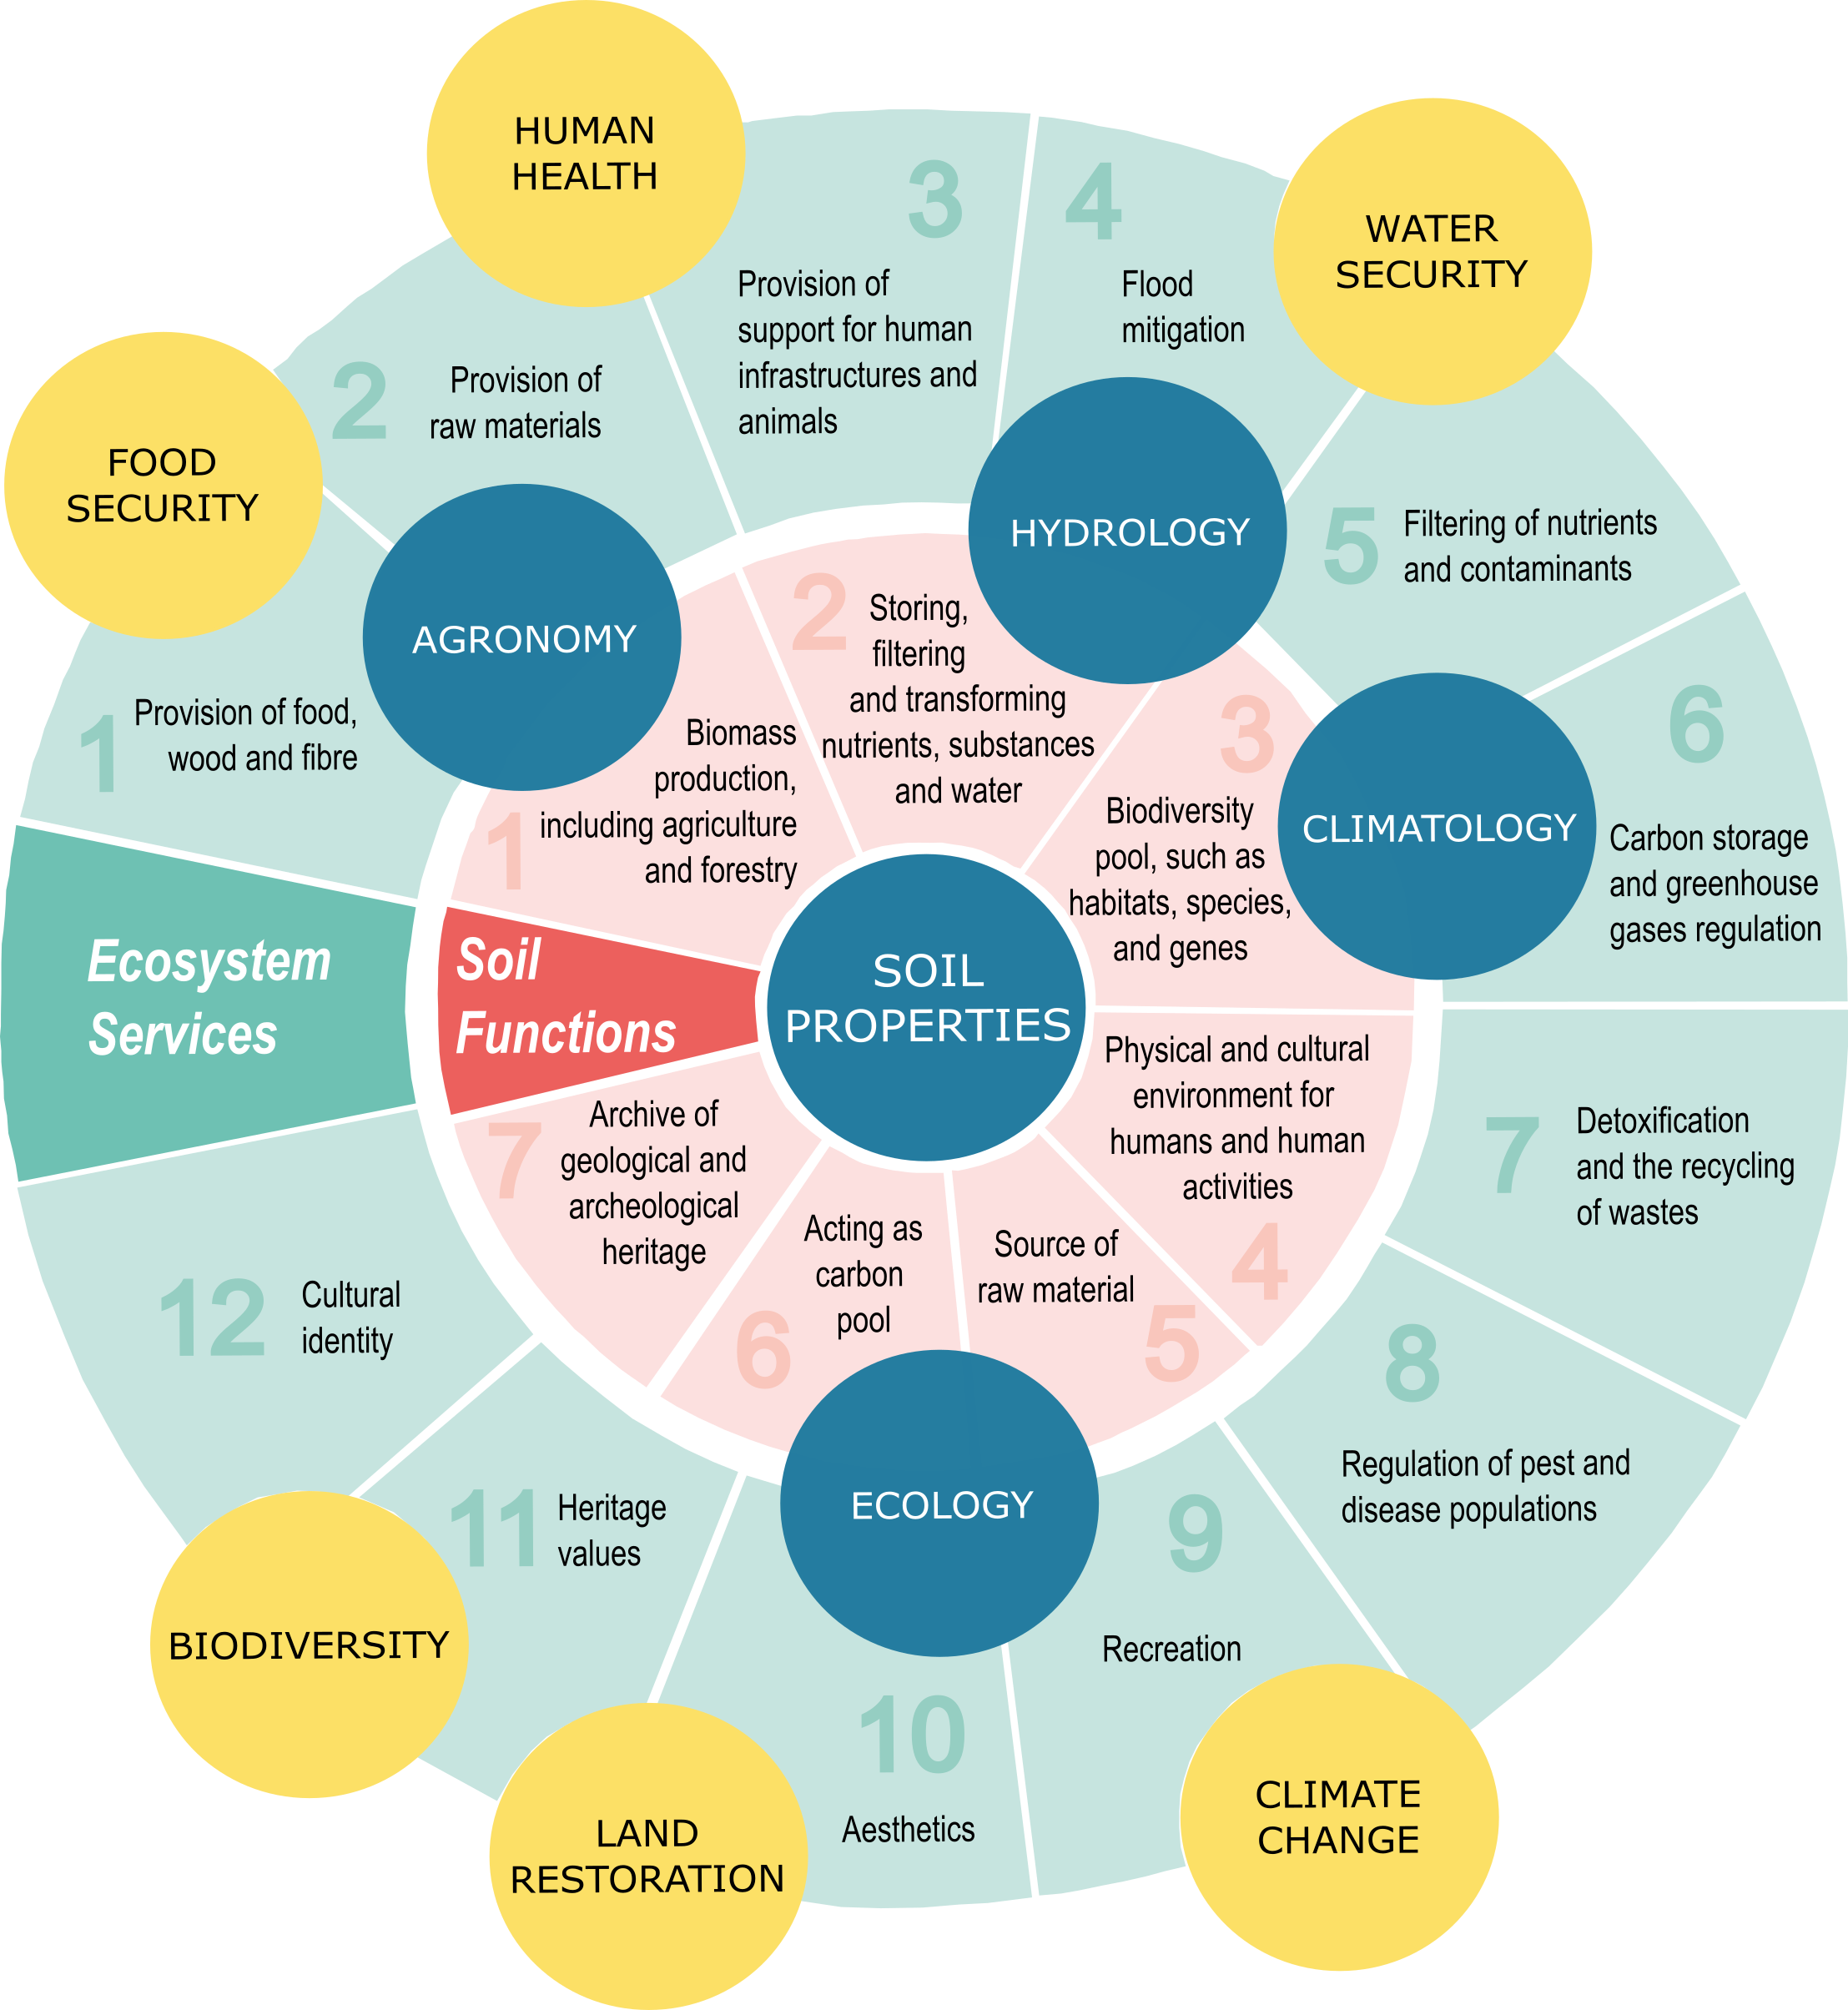 HUMAN
HEALTH
WATER
SECURITY
FOOD
SECURITY
BIODIVERSITY
LAND
RESTORATION
CLIMATE
CHANGE
AGRONOMY
HYDROLOGY
CLIMATOLOGY
ECOLOGY
SOIL
PROPERTIES
Ecosystem
Services
1
Provision of food,
wood and fibre
2
Provision of
raw materials
3
Provision of
support for human
infrastructures and
animals
4
Flood
mitigation
5
Filtering of nutrients
and contaminants
6
Carbon storage
and greenhouse
gases regulation
7
Detoxification
and the recycling
of wastes
8
Regulation of pest and
disease populations
9
Recreation
10
Aesthetics
11
Heritage
values
12
Cultural
identity
Soil
Functions
1
Biomass
production,
including agriculture
and forestry
2
Storing,
filtering
and transforming
nutrients, substances
and water
3
Biodiversity
pool, such as
habitats, species,
and genes
Physical and cultural
environment for
humans and human
activities
4
Source of
raw material
5
Acting as
carbon
pool
6
7
Archive of
geological and
archeological
heritage